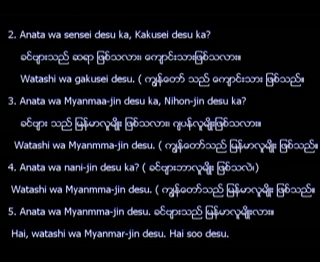 2. Anata wa sensei desu ka, Kakusei desu ka?
ခင်ဗျားသည် ဆရာ ဖြစ်သလား၊ ကျောင်းသားဖြစ်သလား။
Watashi wa gakusei desu. ( ကျွန်တော် သည် ကျောင်းသား ဖြစ်သည်။
3. Anata wa Myanmaa-jin desu ka, Nihon-jin desu ka?
ခင်ဗျား သည် မြန်မာလူမျိုး ဖြစ်သလား၊ ဂျပန်လူမျိုးဖြစ်သလား။
Watashi wa Myanmma-jin desu. ( ကျွန်တော်သည် မြန်မာလူမျိုး ဖြစ်သည်။
4. Anata wa nani-jin desu ka? ( ခင်ဗျားဘာလူမျိုး ဖြစ်သလဲ၊)
Watashi wa Myanmma-jin desu. ( ကျွန်တော်သည် မြန်မာလူမျိုး ဖြစ်သည်။
5. Anata wa Myanmma-jin desu. ခင်ဗျားသည် မြန်မာလူမျိုးလား။
Hai, watashi wa Myanmar-jin desu. Hai soo desu.